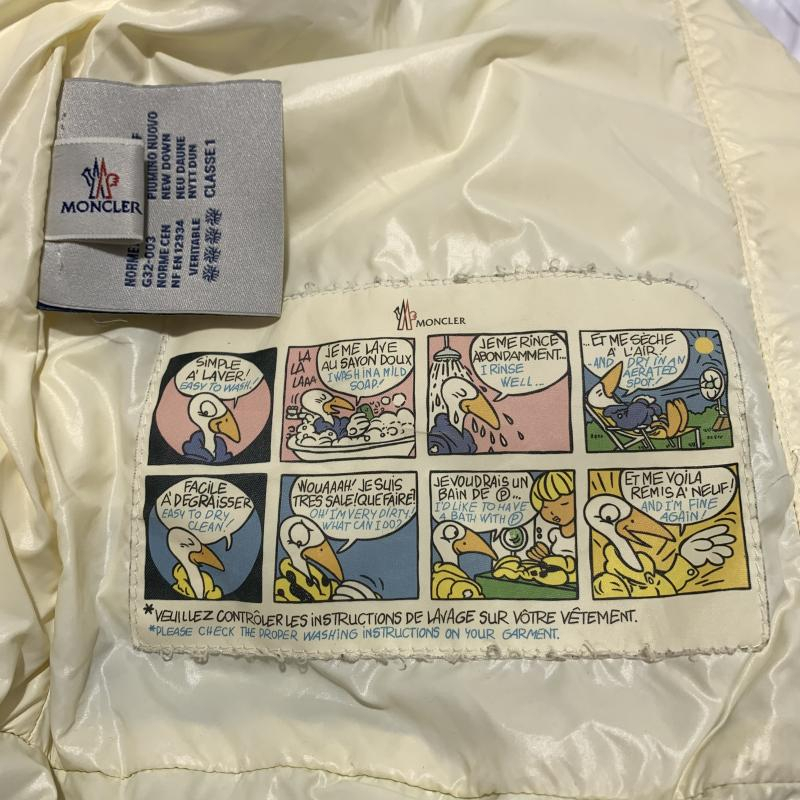 MONCLER
PIUMINO NUOVO
NEW DOWN
NEU DAUNE
NYTT DUN
CLASSE 1
G32-003
NORME CEN
NF EN 12934
VERITABLE
MONCLER
SIMPLE
A' LAVER!
EASY TO WASH!
LA
LA
LAAA
JE ME LAVE
AU SAVON DOUX
I WASH IN A MILD
SOAP!
JE ME RINCE
ABONDAMMENT...
I RINSE
WELL...
...ET ME SÈCHE
A' L'AIR!
...AND DRY IN AN
AERATED
SPOT!
FACILE
A' DEGRAISSER
EASY TO DRY
CLEAN!
WOUAAAH! JE SUIS
TRES SALE! QUE FAIRE!
OH! I'M VERY DIRTY!
WHAT CAN I DO?
JE VOUDRAIS UN
BAIN DE Ⓟ...
I'D LIKE TO HAVE
A BATH WITH Ⓟ
ET ME VOILA
REMIS A' NEUF!
AND I'M FINE
AGAIN!
*VEUILLEZ CONTRÔLER LES INSTRUCTIONS DE LAVAGE SUR VÔTRE VÊTEMENT.
*PLEASE CHECK THE PROPER WASHING INSTRUCTIONS ON YOUR GARMENT.